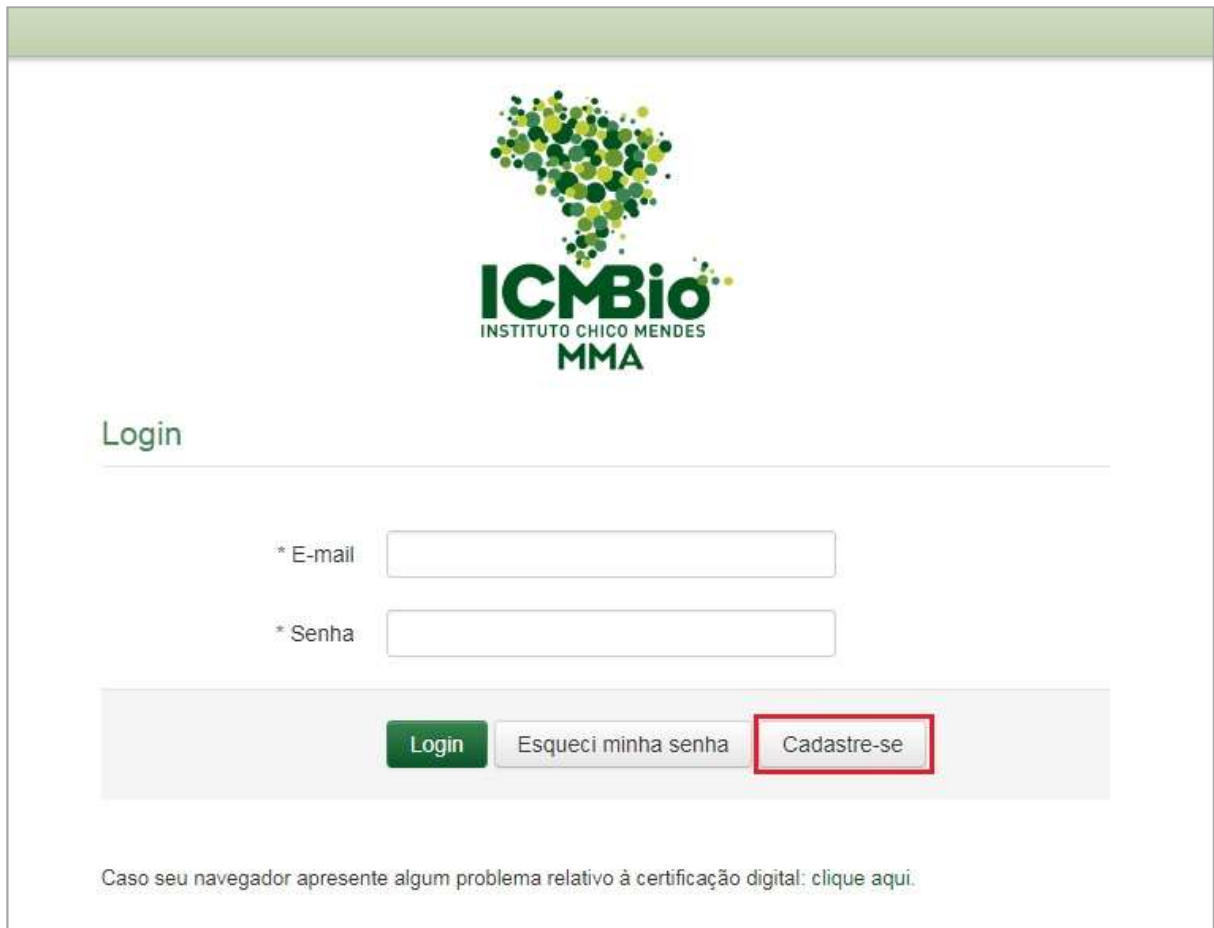 ICMBio
INSTITUTO CHICO MENDES
MMA
Login
* E-mail
* Senha
Login Esqueci minha senha Cadastre-se
Caso seu navegador apresente algum problema relativo à certificação digital: clique aqui.